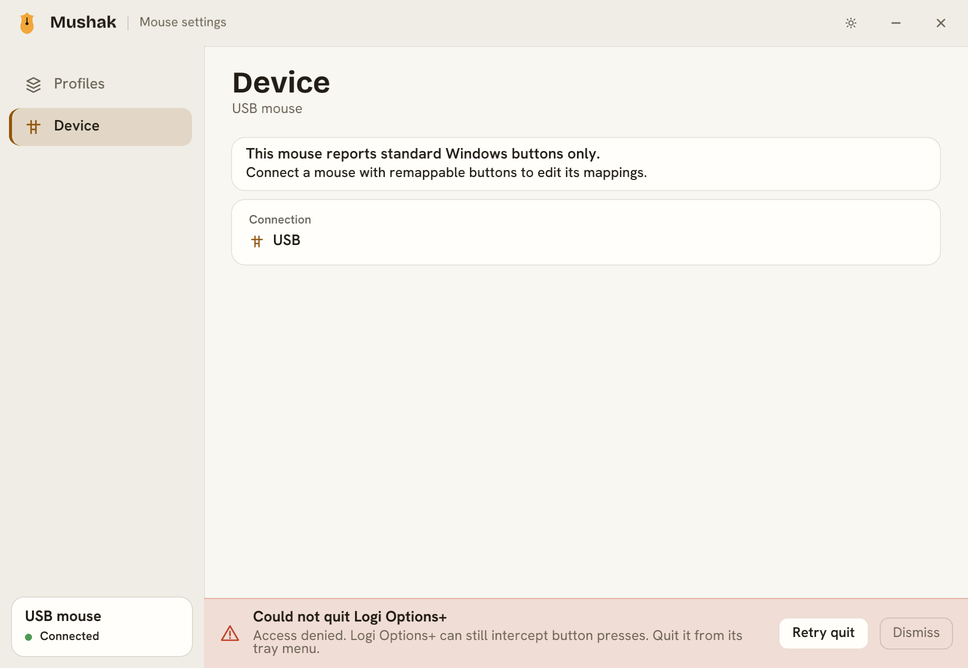 Mushak
Mouse settings
Profiles
Device
Device
USB mouse
This mouse reports standard Windows buttons only.
Connect a mouse with remappable buttons to edit its mappings.
Connection
USB
USB mouse
Connected
Could not quit Logi Options+
Access denied. Logi Options+ can still intercept button presses. Quit it from its
tray menu.
Retry quit
Dismiss